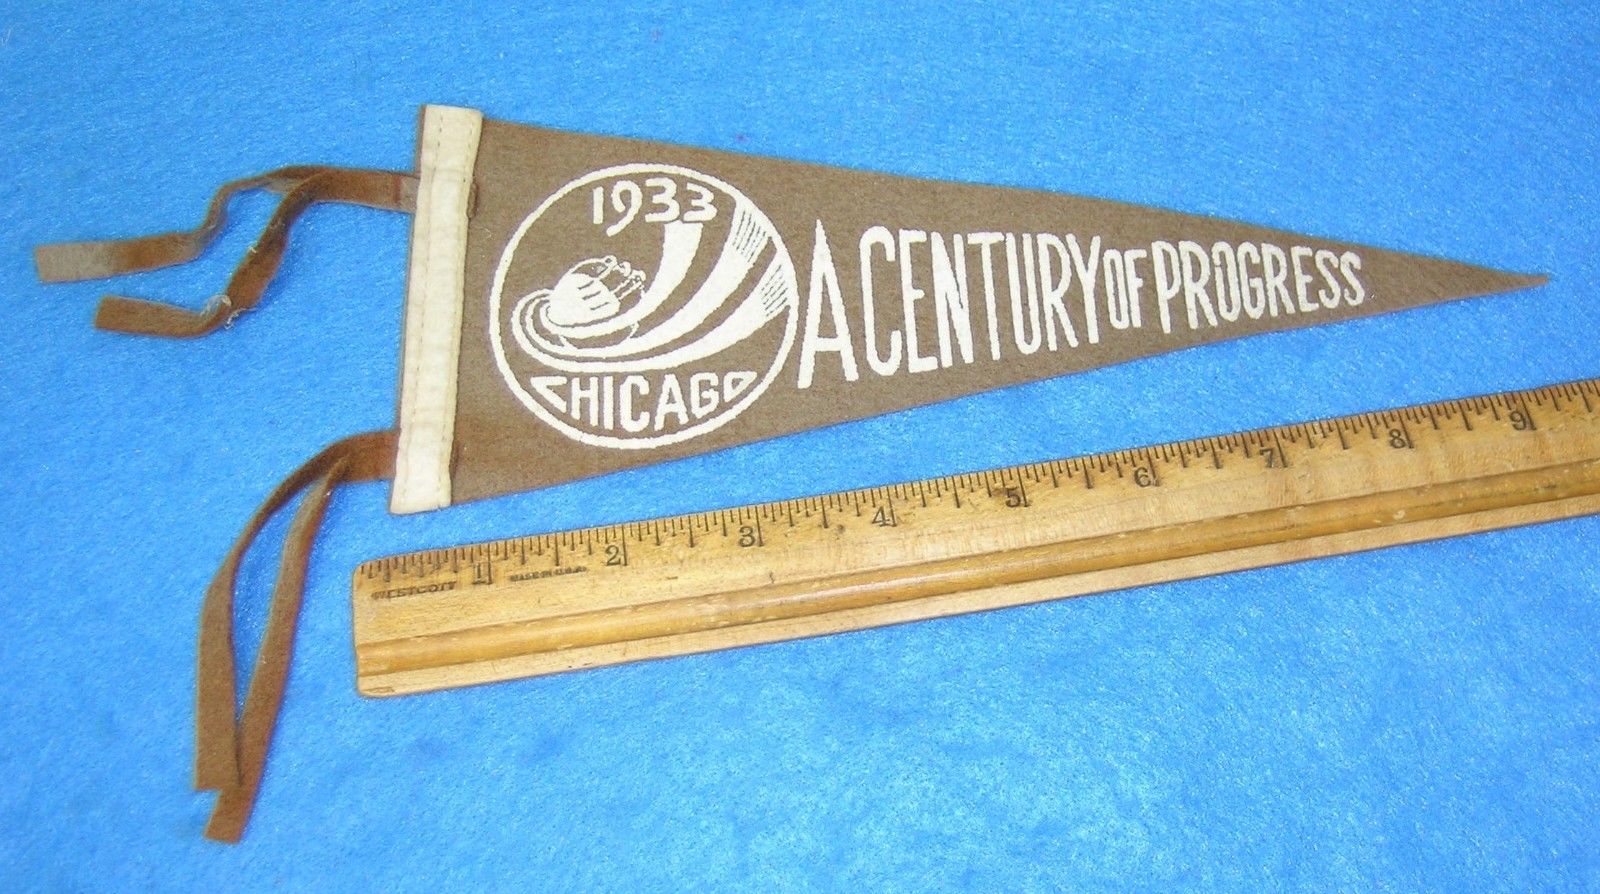 1933
CHICAGO
A CENTURY OF PROGRESS
1 2 3 4 5 6 7 8 9
WESTCOTT MADE IN U.S.A.